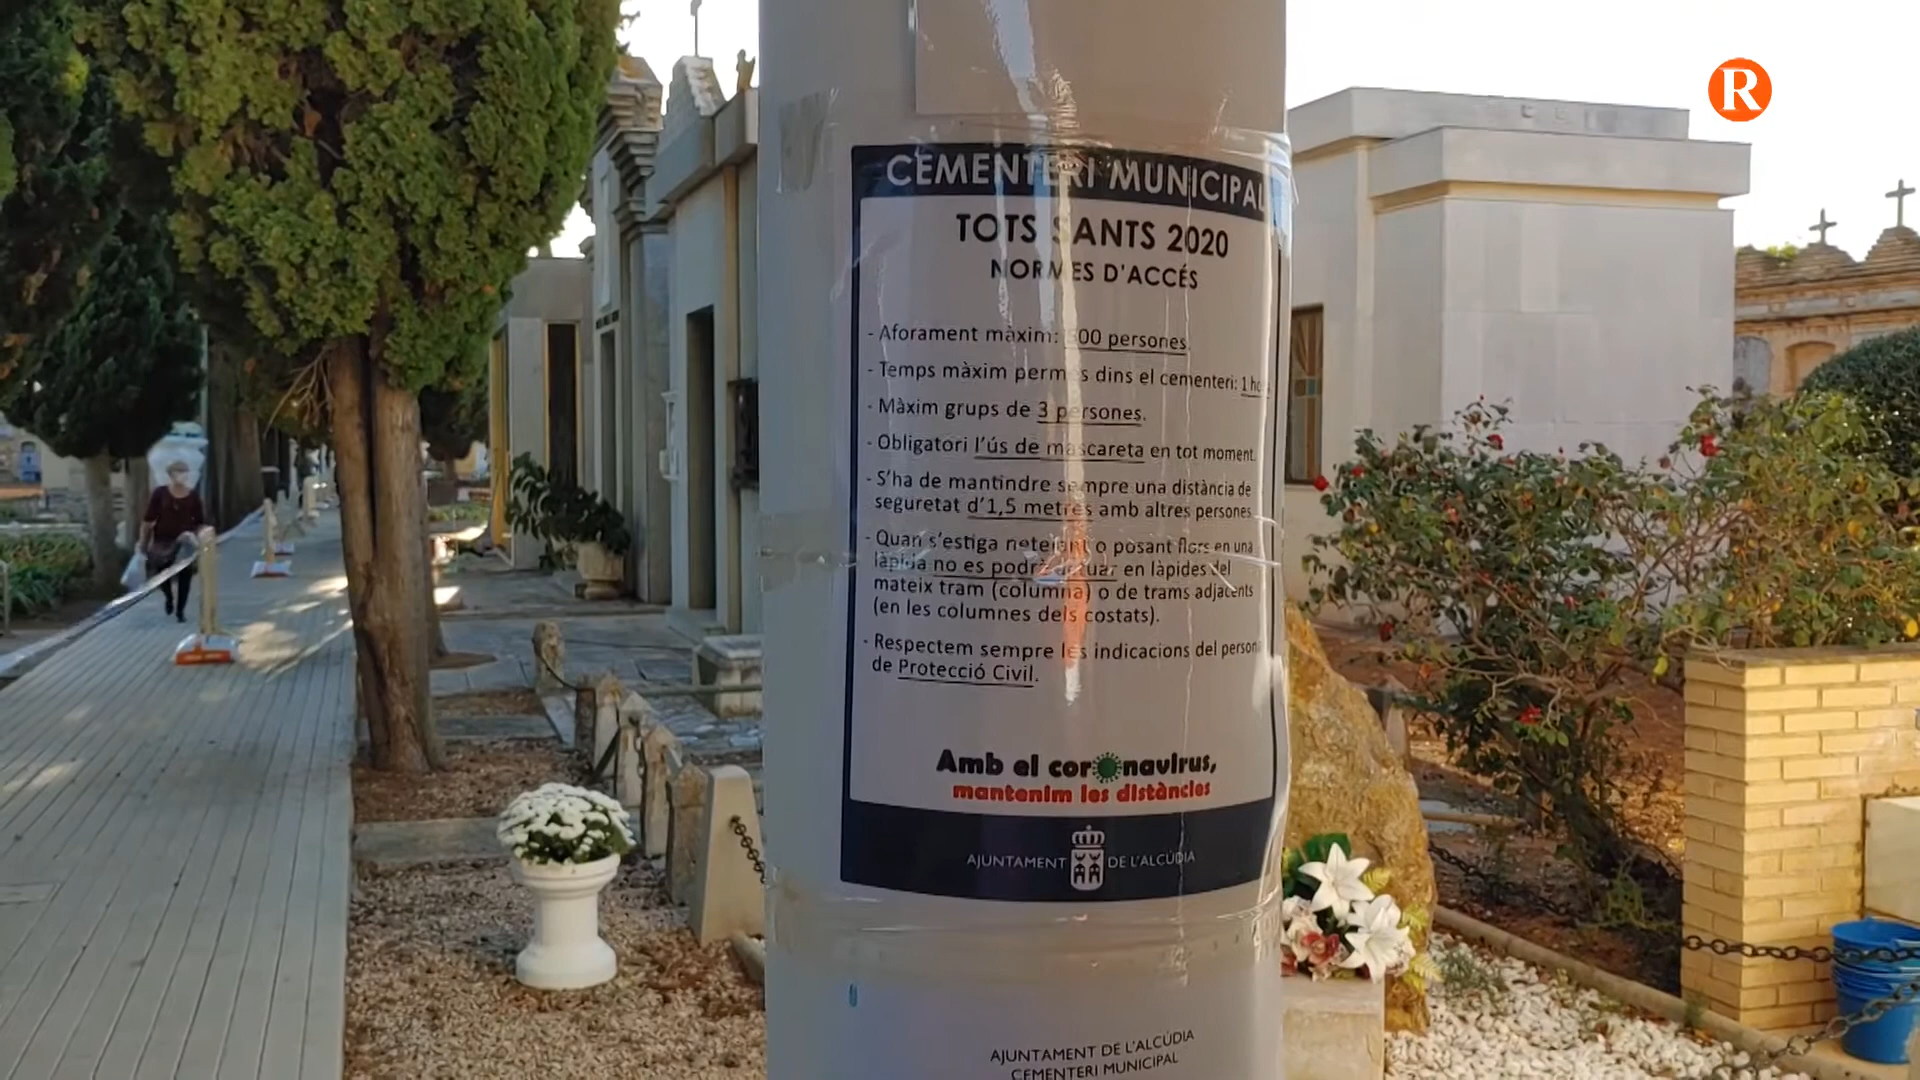 R
CEMENTERI MUNICIPAL
TOTS SANTS 2020
NORMES D'ACCÉS
- Aforament màxim: 00 persones.
- Temps màxim permés dins el cementeri: 1
- Màxim grups de 3 persones.
- Obligatori l'ús de mascareta en tot moment.
- S'ha de mantindre sempre una distància de
seguretat d'1,5 metres amb altres persones
- Quan s'estiga netejant o posant flors en una
làpida no es podrà actuar en làpides del
mateix tram (columna) o de trams adjacents
(en les columnes dels costats).
- Respectem sempre les indicacions del person
de Protecció Civil.
Amb el coronavirus,
mantenim les distàncies
AJUNTAMENT DE L'ALCÚDIA
AJUNTAMENT DE L'ALCÚDIA
CEMENTERI MUNICIPAL